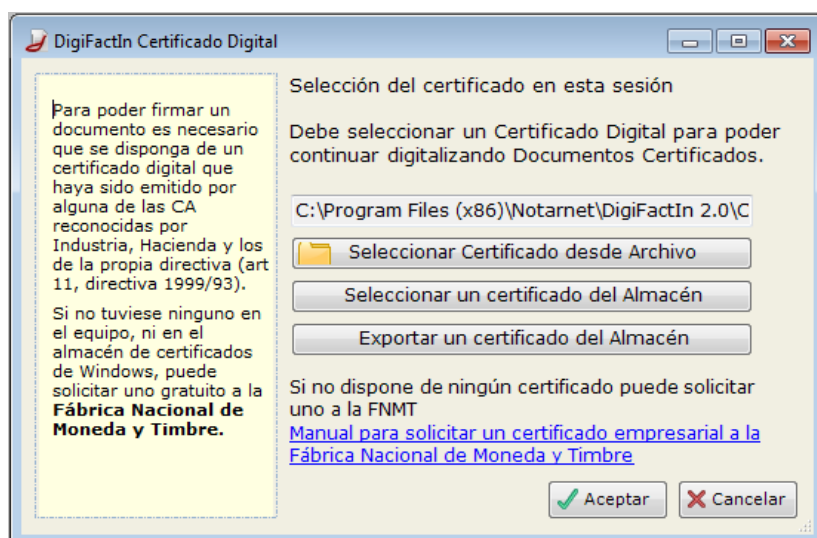 DigiFactIn Certificado Digital
Para poder firmar un
documento es necesario
que se disponga de un
certificado digital que
haya sido emitido por
alguna de las CA
reconocidas por
Industria, Hacienda y los
de la propia directiva (art
11, directiva 1999/93).
Si no tuviese ninguno en
el equipo, ni en el
almacén de certificados
de Windows, puede
solicitar uno gratuito a la
Fábrica Nacional de
Moneda y Timbre.
Selección del certificado en esta sesión
Debe seleccionar un Certificado Digital para poder
continuar digitalizando Documentos Certificados.
C:\Program Files (x86)\Notarnet\DigiFactIn 2.0\C
Seleccionar Certificado desde Archivo
Seleccionar un certificado del Almacén
Exportar un certificado del Almacén
Si no dispone de ningún certificado puede solicitar
uno a la FNMT
Manual para solicitar un certificado empresarial a la
Fábrica Nacional de Moneda y Timbre
Aceptar
Cancelar